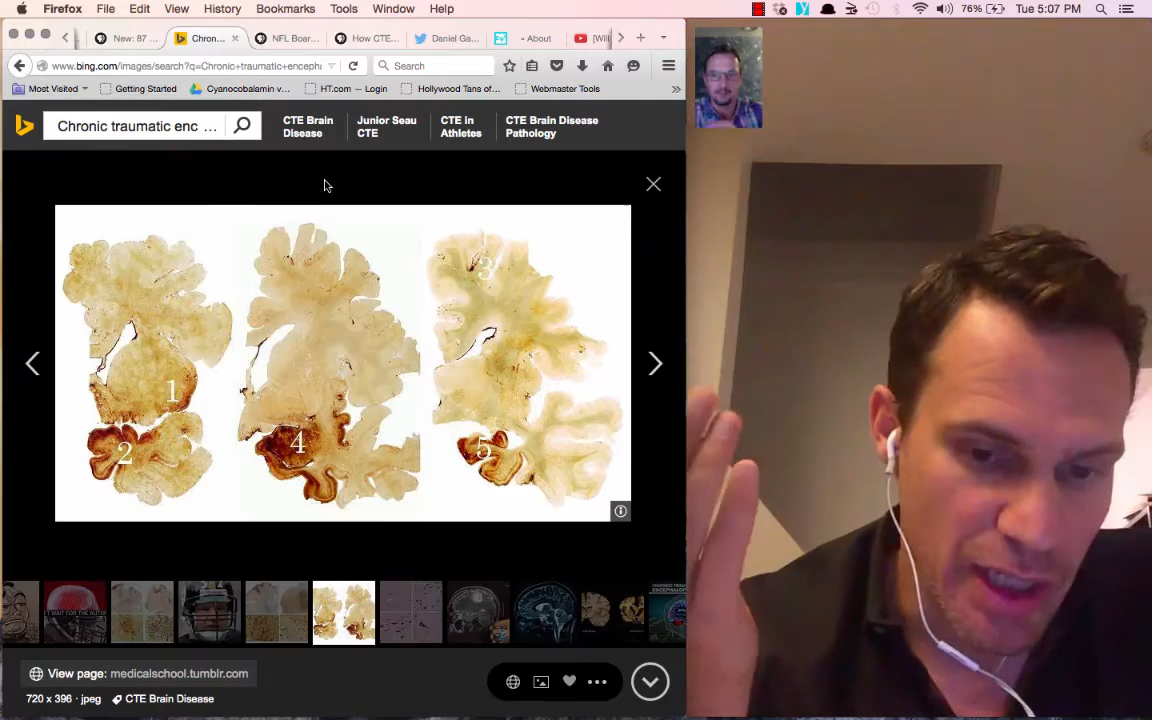 Firefox File Edit View History Bookmarks Tools Window Help 76% Tue 5:07 PM
New: 87 ... Chron... NFL Boar... How CTE... Daniel Ga... About
www.bing.com/images/search?q=Chronic+traumatic+enceph Search
Most Visited Getting Started Cyanocobalamin v... HT.com — Login Hollywood Tans of... Webmaster Tools
Chronic traumatic enc ...
CTE Brain Disease
Junior Seau CTE
CTE in Athletes
CTE Brain Disease Pathology
3
1
4
2
5
View page: medicalschool.tumblr.com
720 x 396 · jpeg CTE Brain Disease